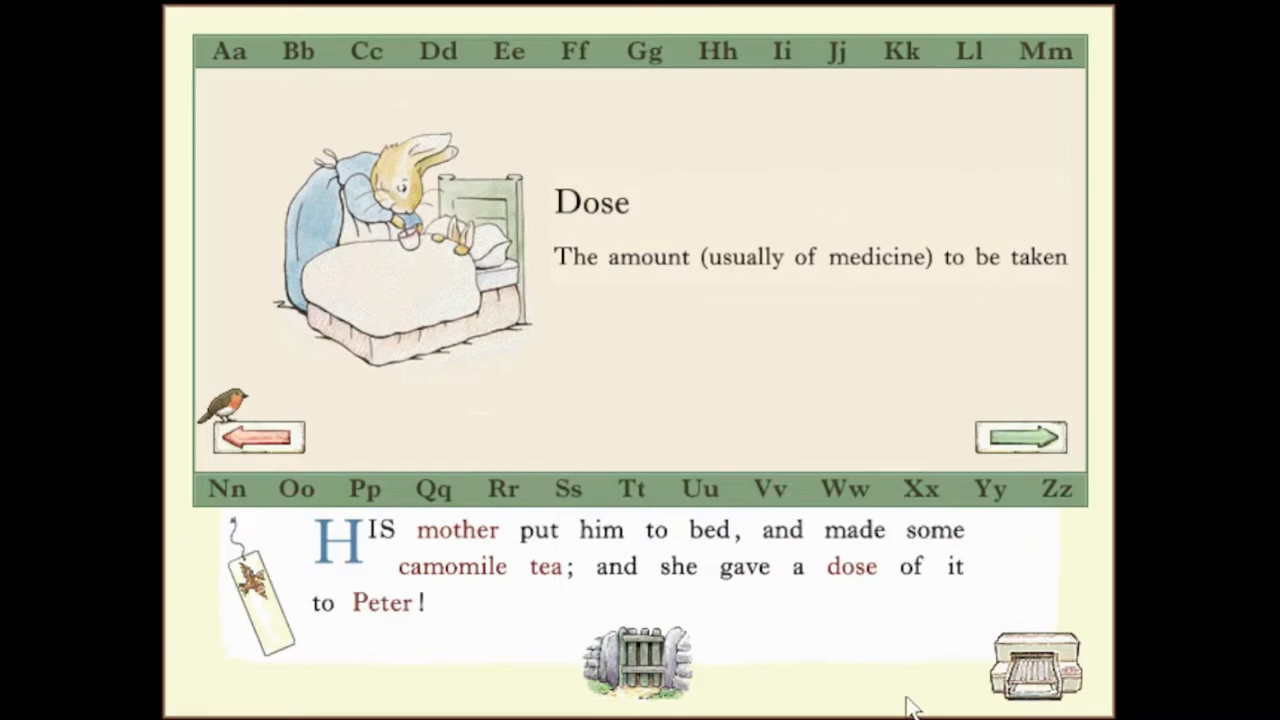 Aa Bb Cc Dd Ee Ff Gg Hh Ii Jj Kk Ll Mm
Dose
The amount (usually of medicine) to be taken
Nn Oo Pp Qq Rr Ss Tt Uu Vv Ww Xx Yy Zz
HIS mother put him to bed, and made some
camomile tea; and she gave a dose of it
to Peter!